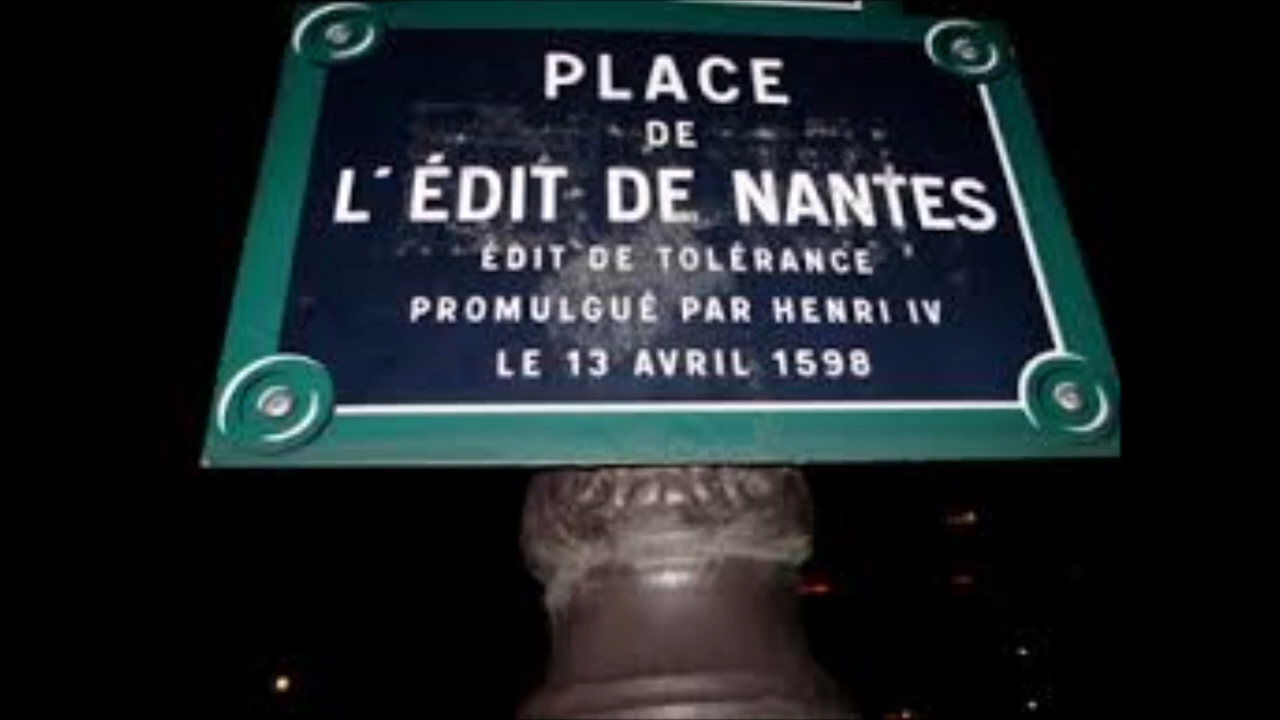 PLACE
DE
L´ÉDIT DE NANTES
ÉDIT DE TOLÉRANCE
PROMULGUÉ PAR HENRI IV
LE 13 AVRIL 1598